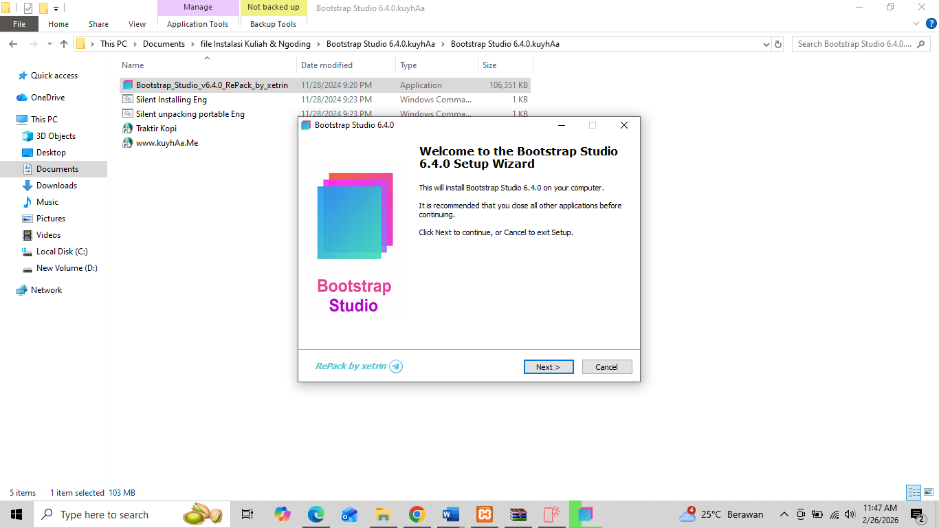 Manage
Not backed up
Bootstrap Studio 6.4.0.kuyhAa
File
Home
Share
View
Application Tools
Backup Tools
This PC > Documents > file Instalasi Kuliah & Ngoding > Bootstrap Studio 6.4.0.kuyhAa > Bootstrap Studio 6.4.0.kuyhAa
Search Bootstrap Studio 6.4.0....
Name
Date modified
Type
Size
Quick access
OneDrive
This PC
3D Objects
Desktop
Documents
Downloads
Music
Pictures
Videos
Local Disk (C:)
New Volume (D:)
Network
Bootstrap_Studio_v6.4.0_RePack_by_xetrin 11/28/2024 9:20 PM Application 106,351 KB
Silent Installing Eng 11/28/2024 9:23 PM Windows Comma... 1 KB
Silent unpacking portable Eng 11/28/2024 9:23 PM Windows Comma... 1 KB
Traktir Kopi
www.kuyhAa.Me
Bootstrap Studio 6.4.0
Welcome to the Bootstrap Studio
6.4.0 Setup Wizard
This will install Bootstrap Studio 6.4.0 on your computer.
It is recommended that you close all other applications before
continuing.
Click Next to continue, or Cancel to exit Setup.
Bootstrap
Studio
RePack by xetrin
Next >
Cancel
5 items
1 item selected 103 MB
Type here to search
4
25°C Berawan
11:47 AM
2/26/2026
2